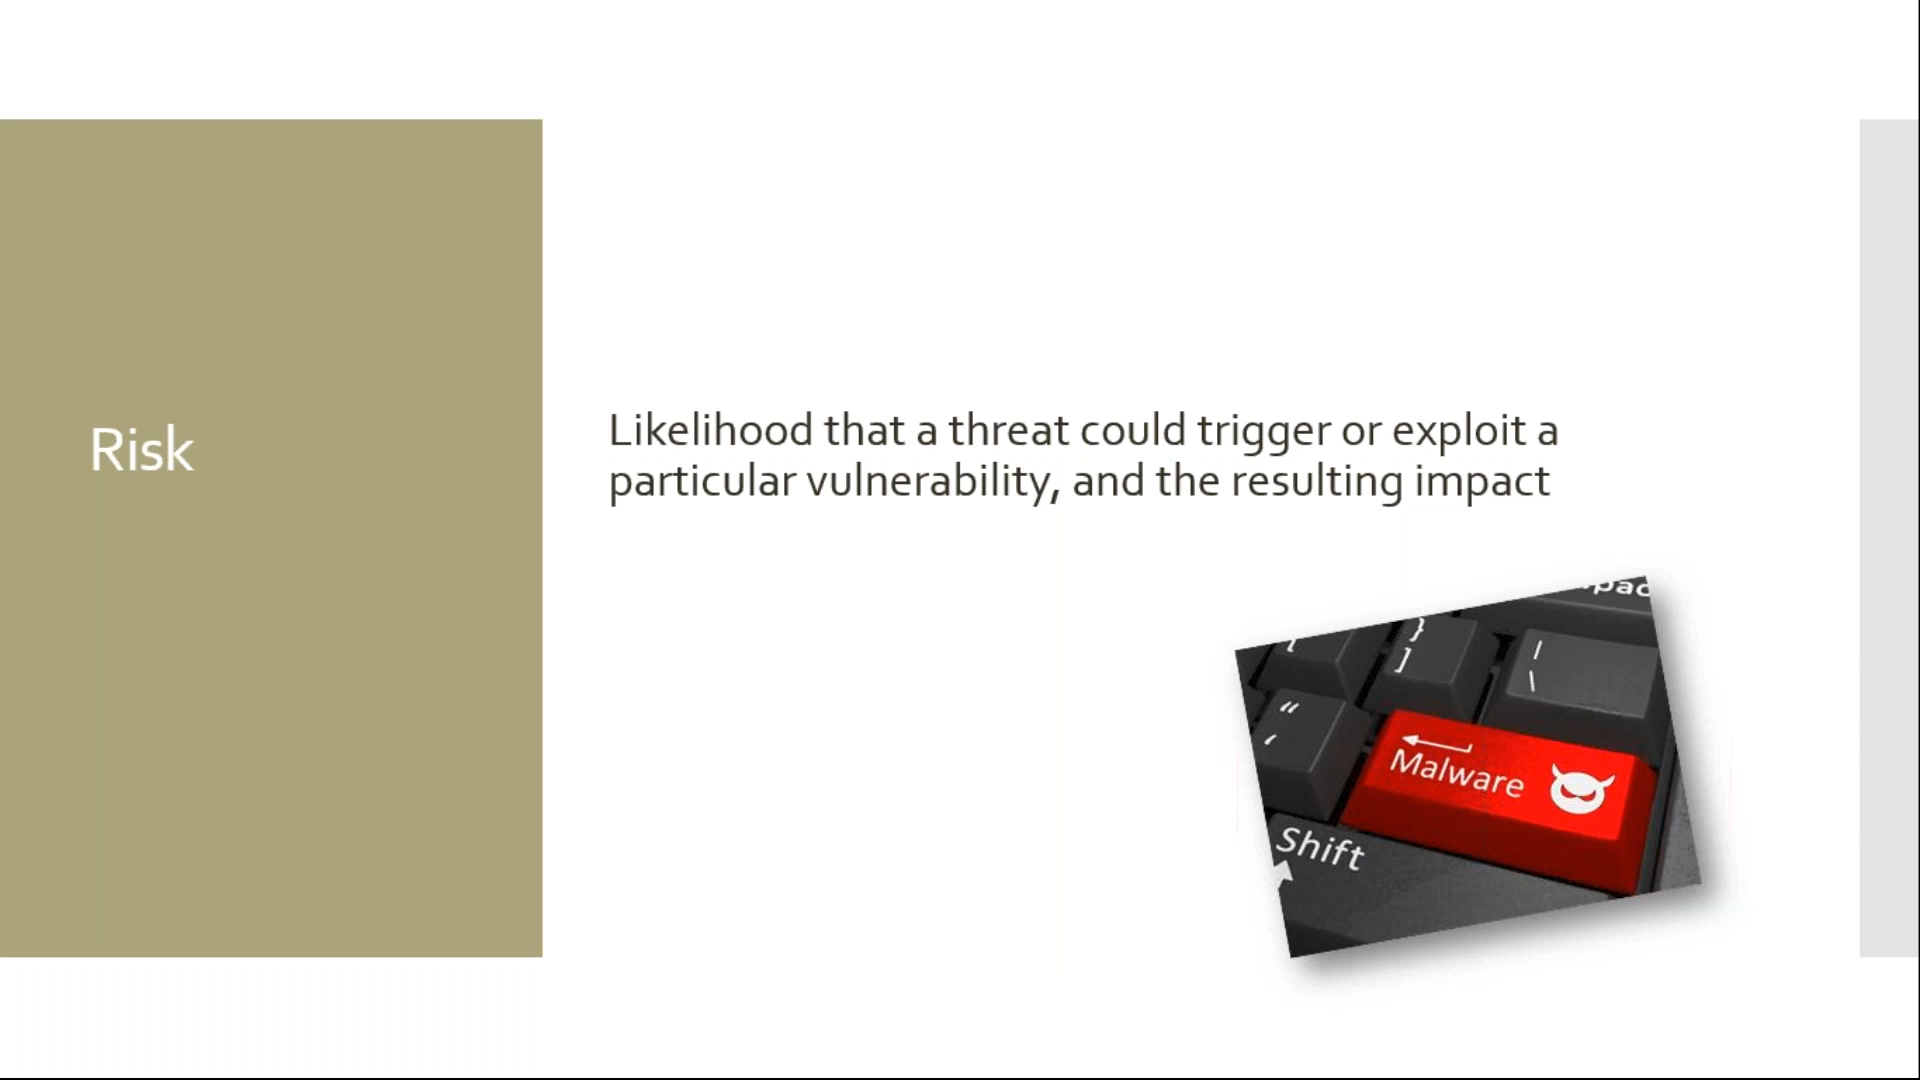 Risk
Likelihood that a threat could trigger or exploit a
particular vulnerability, and the resulting impact
}
]
|
\
“
‘
Malware
Shift